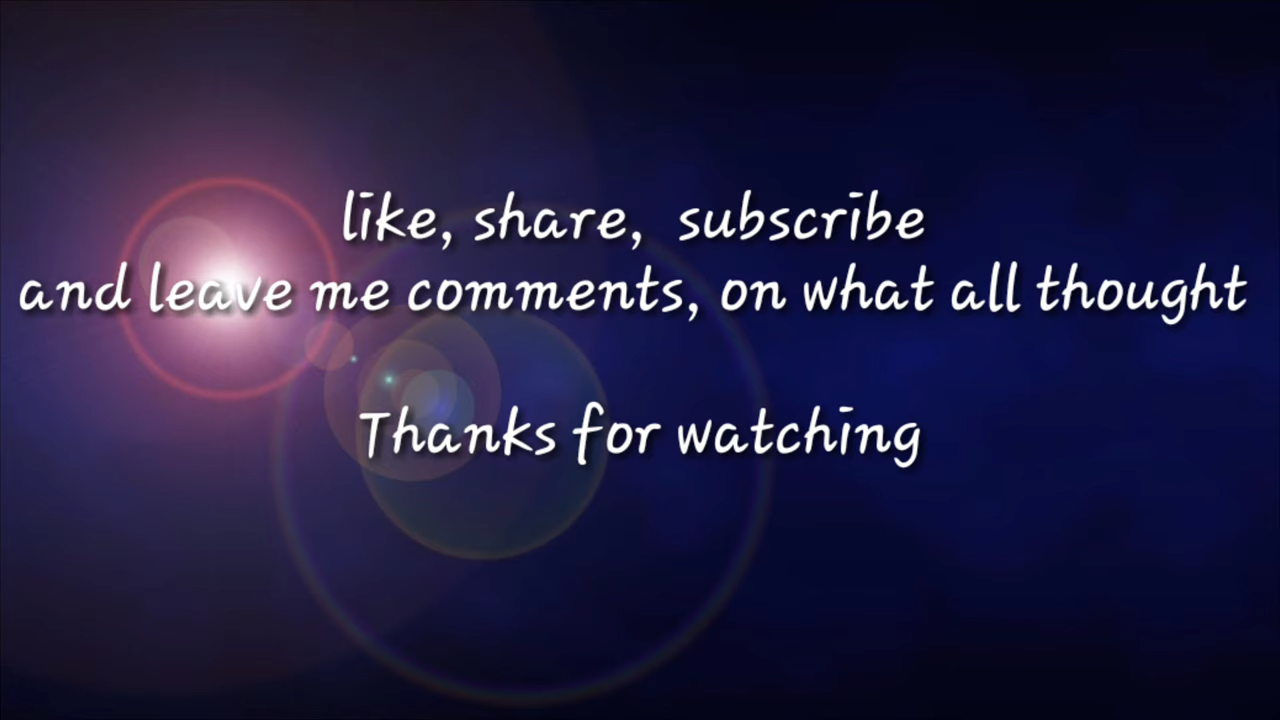 like, share, subscribe
and leave me comments, on what all thought
Thanks for watching